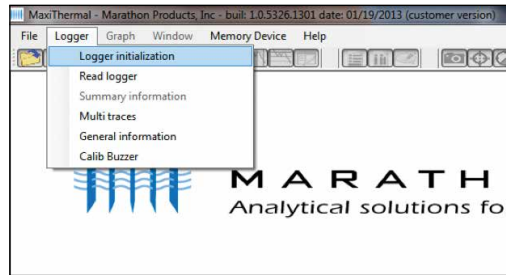 MaxiThermal - Marathon Products, Inc - buil: 1.0.5326.1301 date: 01/19/2013 (customer version)
File Logger Graph Window Memory Device Help
Logger initialization
Read logger
Summary information
Multi traces
General information
Calib Buzzer
MARATH
Analytical solutions fo